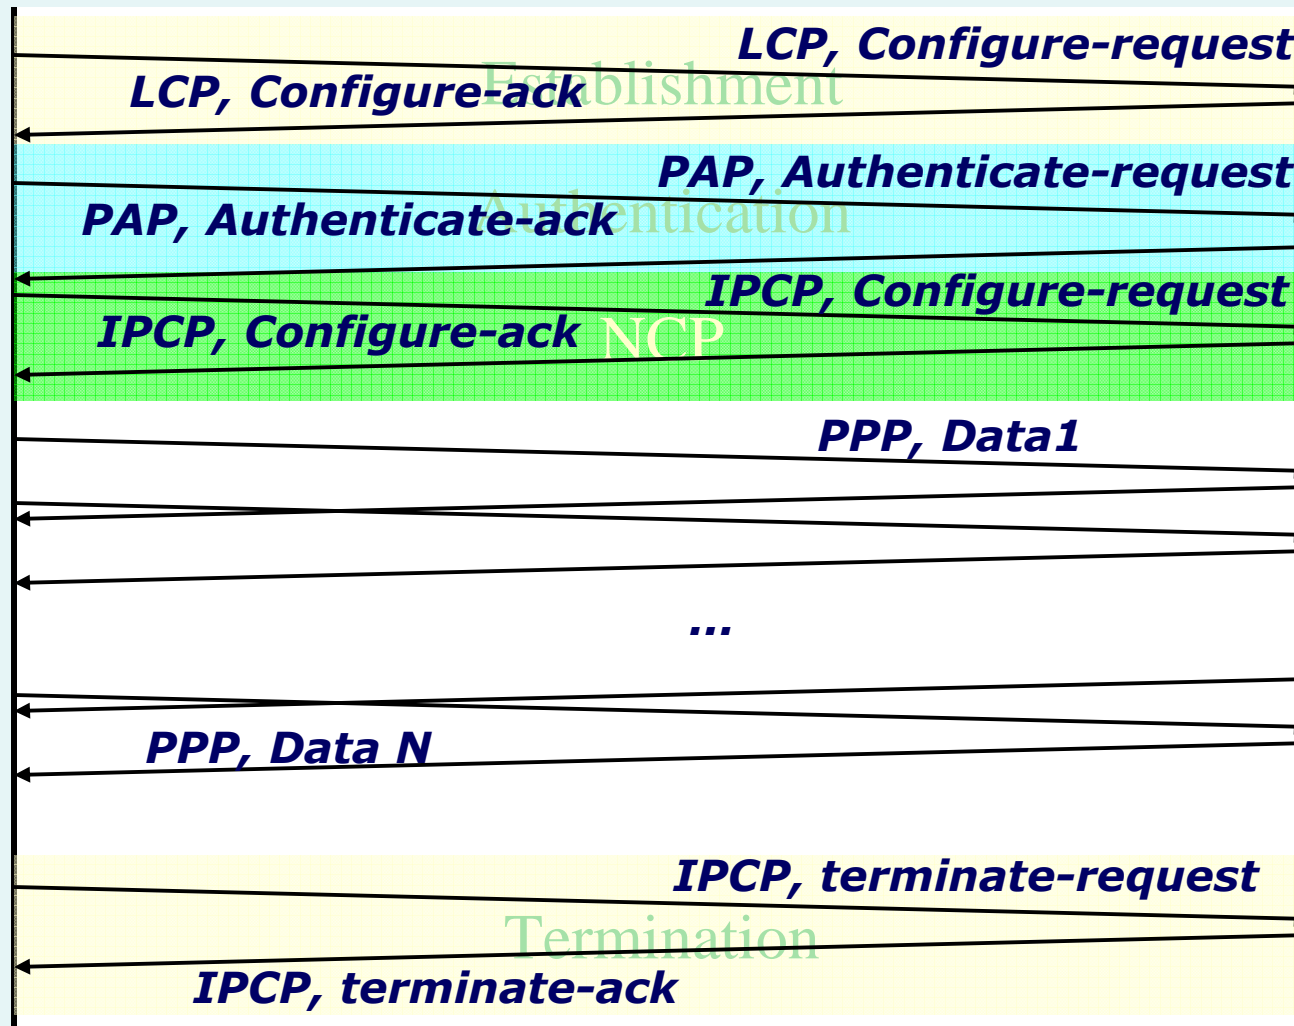 LCP, Configure-request
Establishment
LCP, Configure-ack
PAP, Authenticate-request
Authentication
PAP, Authenticate-ack
IPCP, Configure-request
IPCP, Configure-ack
NCP
PPP, Data1
...
PPP, Data N
IPCP, terminate-request
Termination
IPCP, terminate-ack